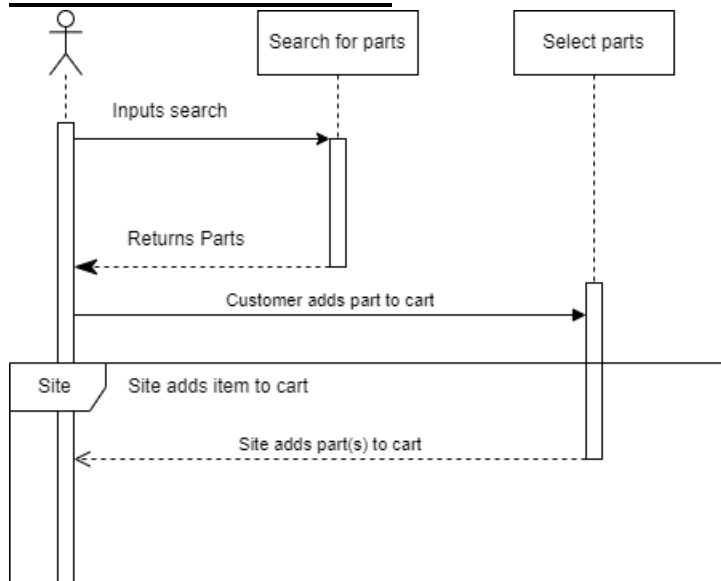 Search for parts
Select parts
Inputs search
Returns Parts
Customer adds part to cart
Site
Site adds item to cart
Site adds part(s) to cart